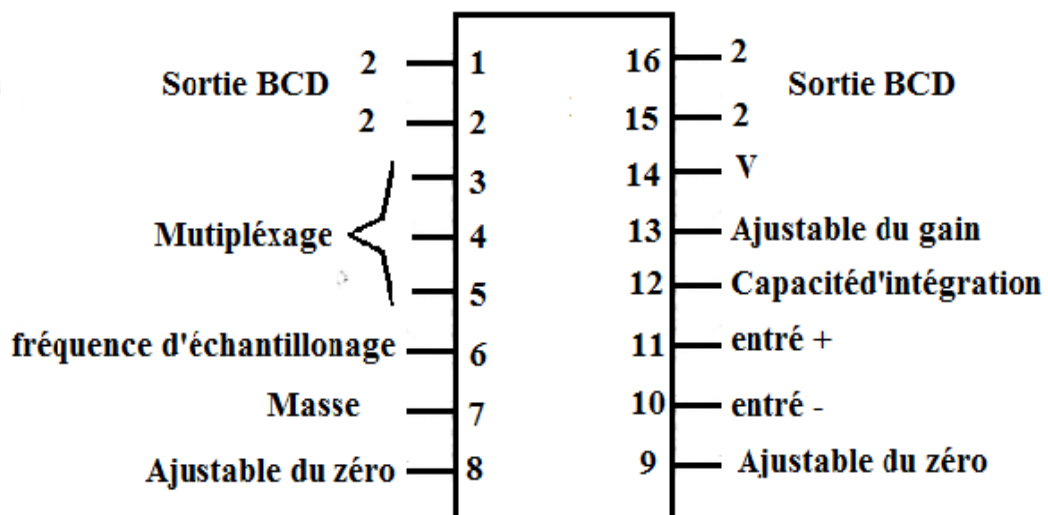 Sortie BCD
2 1
2 2
3
Mutipléxage 4
5
fréquence d'échantillonage 6
Masse 7
Ajustable du zéro 8
16 2
Sortie BCD
15 2
14 V
13 Ajustable du gain
12 Capacitéd'intégration
11 entré +
10 entré -
9 Ajustable du zéro